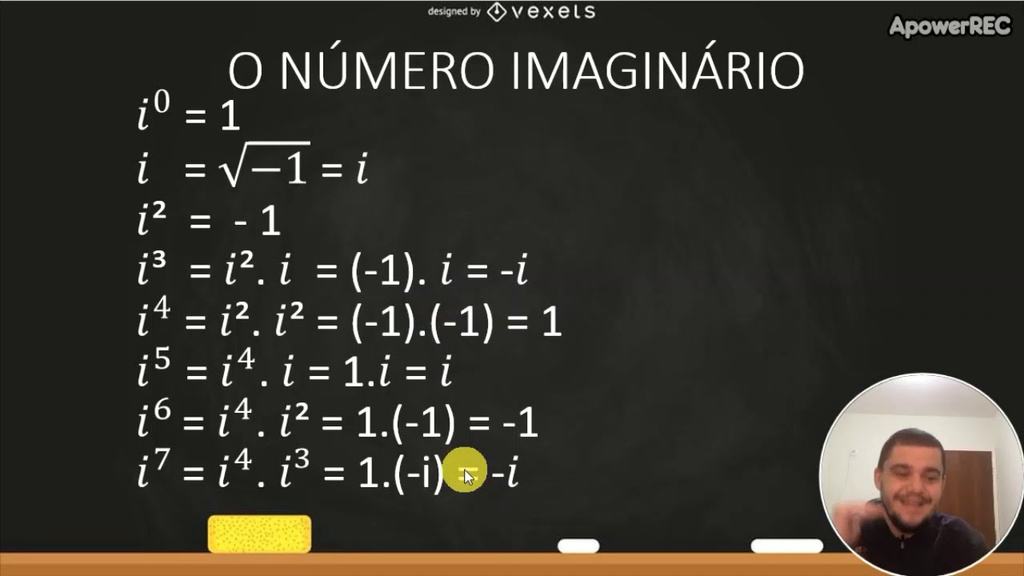 designed by vexels
ApowerREC
O NÚMERO IMAGINÁRIO
i⁰ = 1
i = √−1 = i
i² = - 1
i³ = i². i = (-1). i = -i
i⁴ = i². i² = (-1).(-1) = 1
i⁵ = i⁴. i = 1.i = i
i⁶ = i⁴. i² = 1.(-1) = -1
i⁷ = i⁴. i³ = 1.(-i) = -i